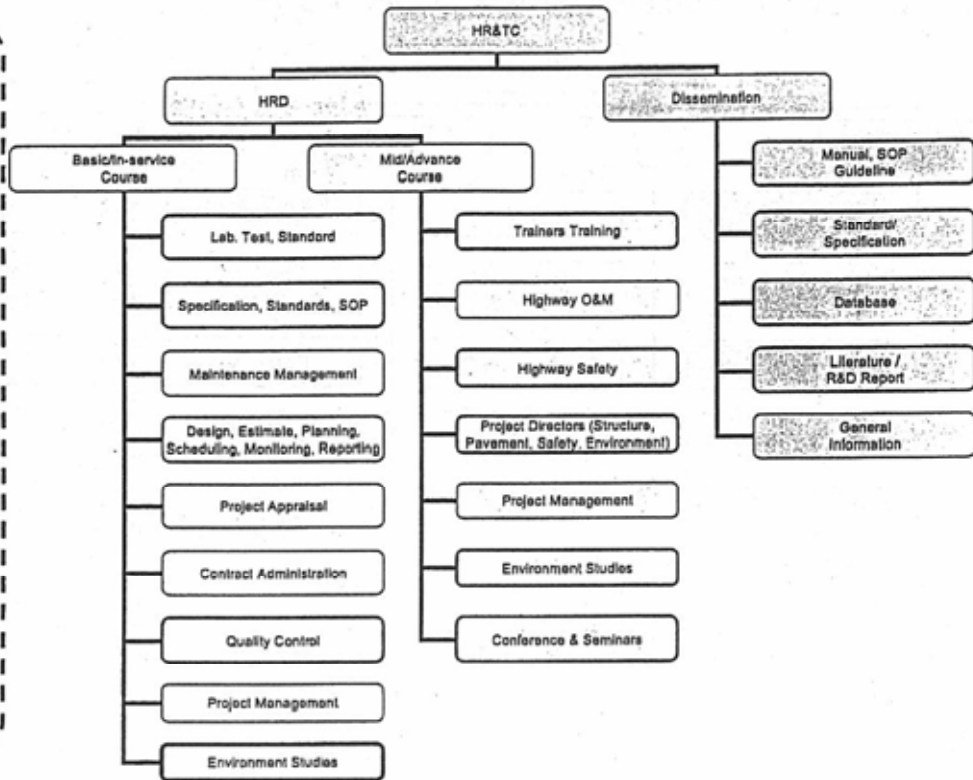 HR&TC
HRD
Dissemination
Basic/In-service
Course
Mid/Advance
Course
Lab. Test, Standard
Specification, Standards, SOP
Maintenance Management
Design, Estimate, Planning,
Scheduling, Monitoring, Reporting
Project Appraisal
Contract Administration
Quality Control
Project Management
Environment Studies
Trainers Training
Highway O&M
Highway Safety
Project Directors (Structure,
Pavement, Safety, Environment)
Project Management
Environment Studies
Conference & Seminars
Manual, SOP
Guideline
Standard/
Specification
Database
Literature /
R&D Report
General
Information